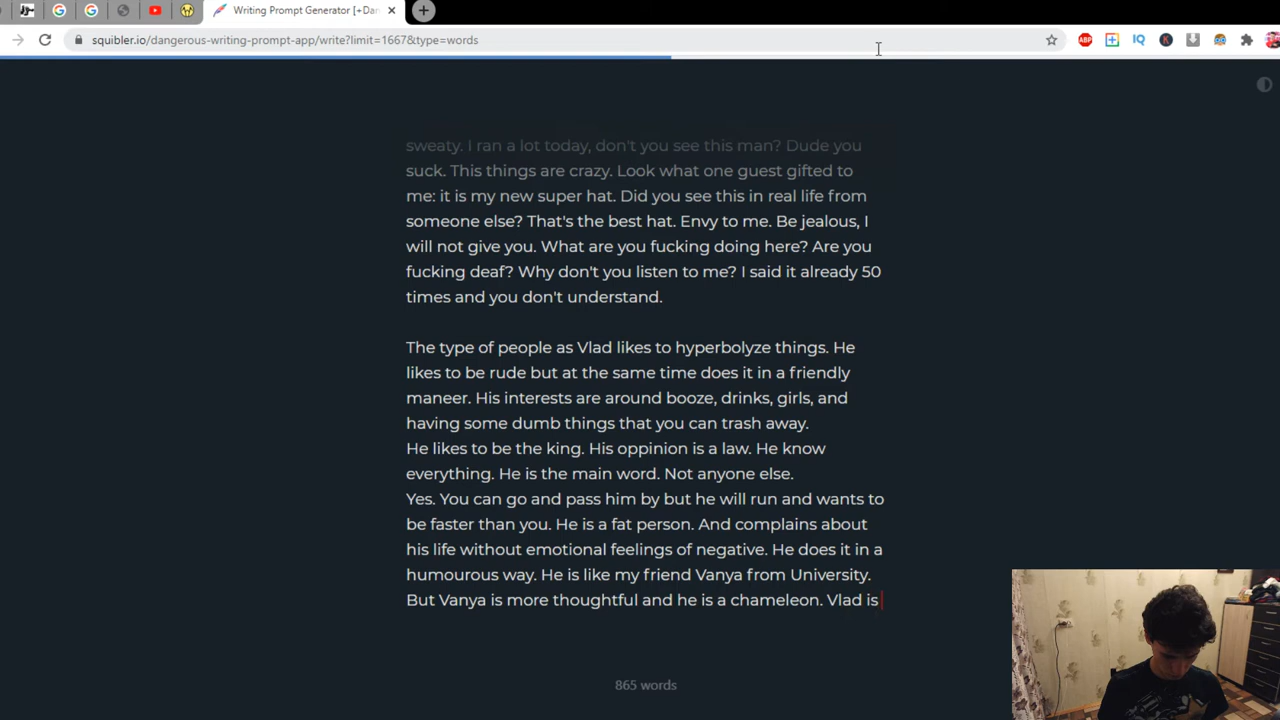 Writing Prompt Generator [+Dan
squibler.io/dangerous-writing-prompt-app/write?limit=1667&type=words
ABP
IQ
K
sweaty. I ran a lot today, don't you see this man? Dude you
suck. This things are crazy. Look what one guest gifted to
me: it is my new super hat. Did you see this in real life from
someone else? That's the best hat. Envy to me. Be jealous, I
will not give you. What are you fucking doing here? Are you
fucking deaf? Why don't you listen to me? I said it already 50
times and you don't understand.
The type of people as Vlad likes to hyperbolyze things. He
likes to be rude but at the same time does it in a friendly
maneer. His interests are around booze, drinks, girls, and
having some dumb things that you can trash away.
He likes to be the king. His oppinion is a law. He know
everything. He is the main word. Not anyone else.
Yes. You can go and pass him by but he will run and wants to
be faster than you. He is a fat person. And complains about
his life without emotional feelings of negative. He does it in a
humourous way. He is like my friend Vanya from University.
But Vanya is more thoughtful and he is a chameleon. Vlad is
865 words